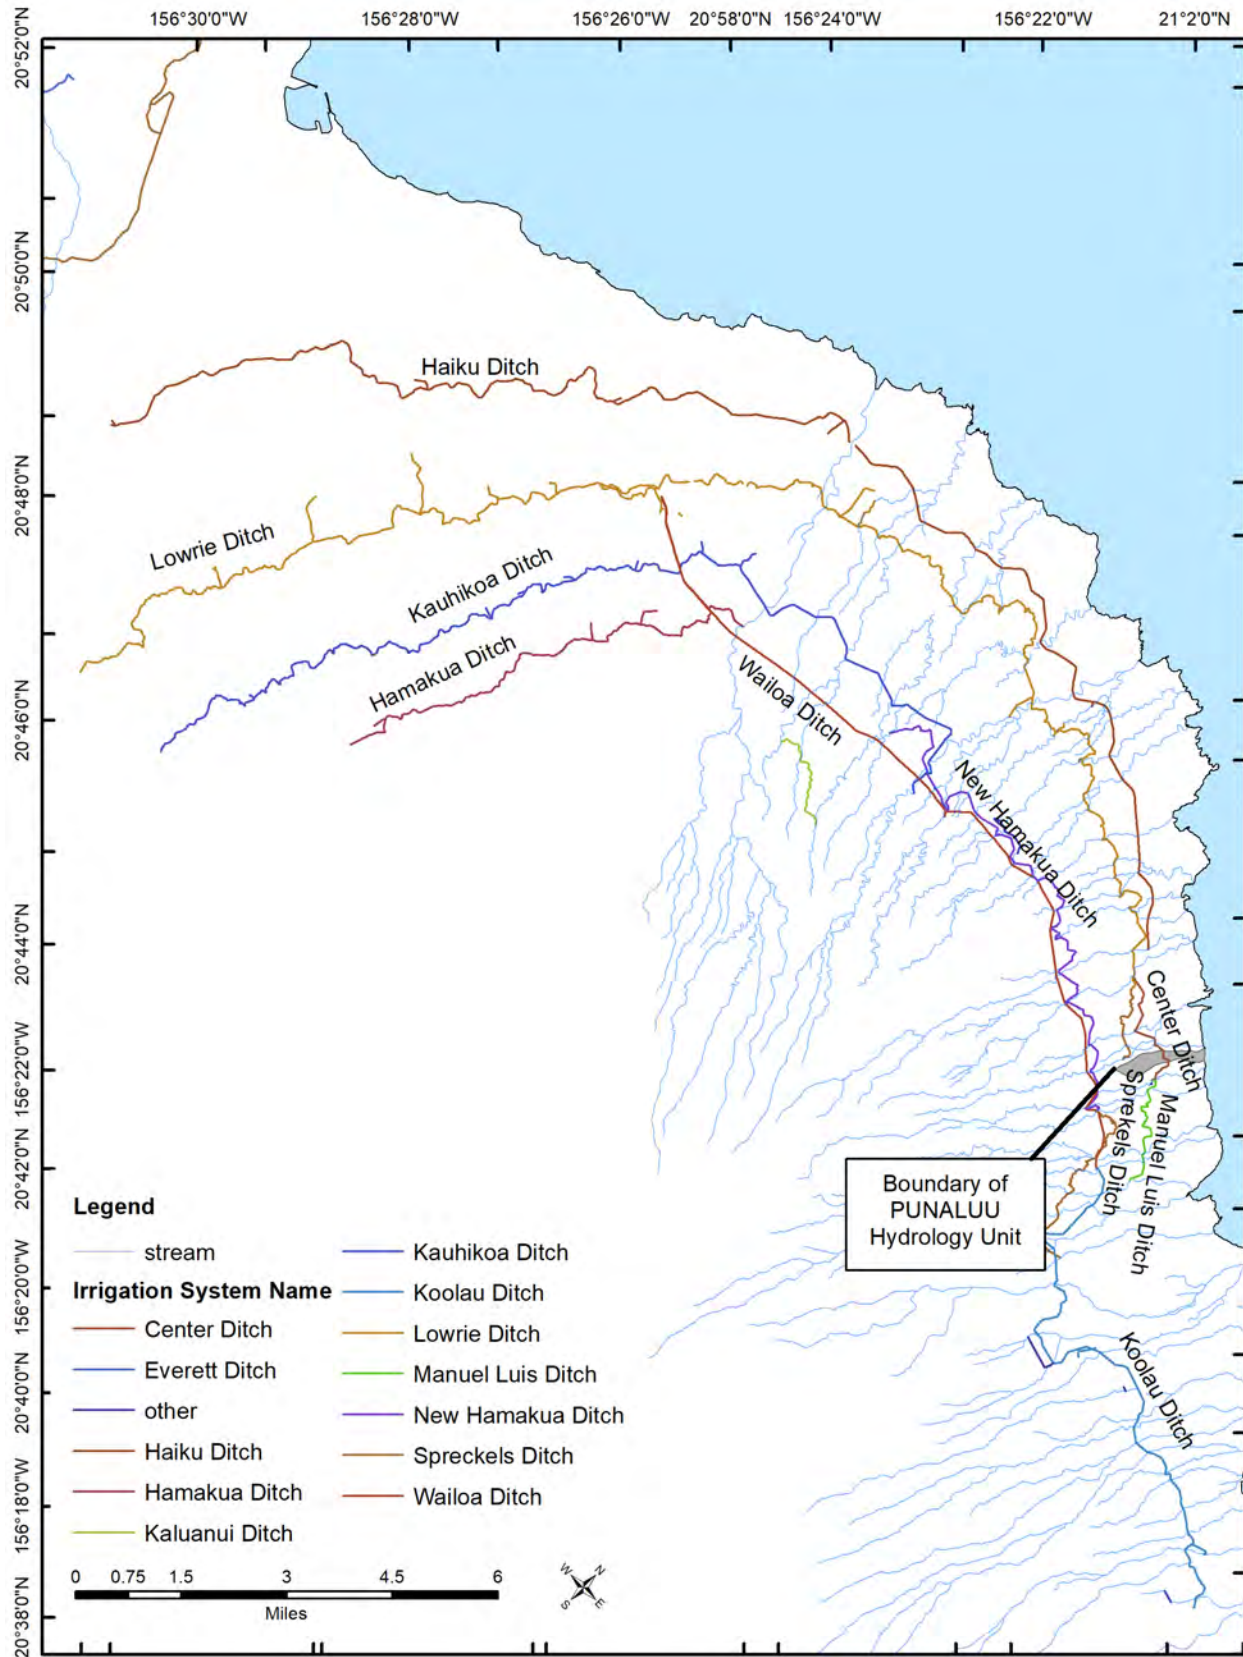 156°30'0"W 156°28'0"W 156°26'0"W 20°58'0"N 156°24'0"W 156°22'0"W 21°2'0"N
20°52'0"N
20°50'0"N
20°48'0"N
20°46'0"N
20°44'0"N
156°22'0"W
20°42'0"N
156°20'0"W
20°40'0"N
156°18'0"W
20°38'0"N
Haiku Ditch
Lowrie Ditch
Kauhikoa Ditch
Hamakua Ditch
Wailoa Ditch
New Hamakua Ditch
Center Ditch
Sprekels Ditch
Manuel Luis Ditch
Koolau Ditch
Boundary of
PUNALUU
Hydrology Unit
Legend
stream
Irrigation System Name
Center Ditch
Everett Ditch
other
Haiku Ditch
Hamakua Ditch
Kaluanui Ditch
Kauhikoa Ditch
Koolau Ditch
Lowrie Ditch
Manuel Luis Ditch
New Hamakua Ditch
Spreckels Ditch
Wailoa Ditch
0 0.75 1.5 3 4.5 6
Miles
N
W
E
S